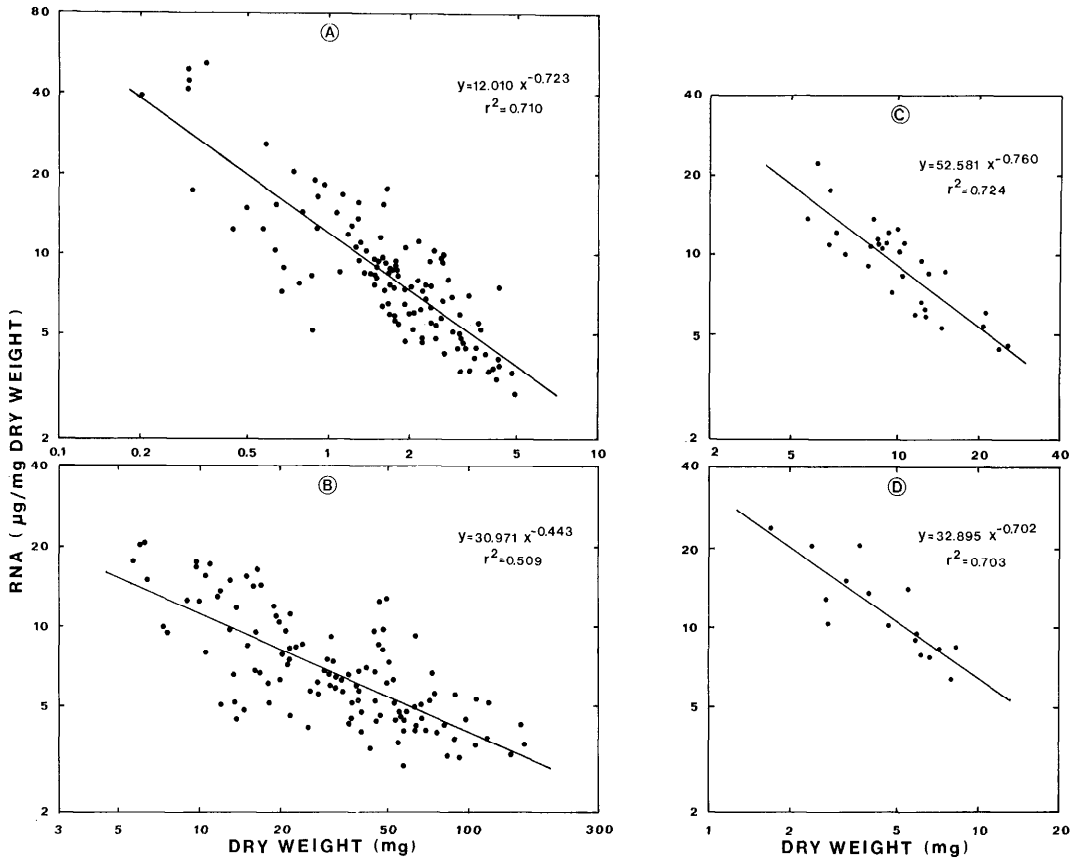 RNA (µg/mg DRY WEIGHT)
80
40
20
10
5
2
0.1 0.2 0.5 1 2 5 10
A
y=12.010 x^-0.723
r²=0.710
40
20
10
5
2
3 5 10 20 50 100 300
B
y=30.971 x^-0.443
r²=0.509
DRY WEIGHT (mg)
40
20
10
5
2
2 5 10 20 40
C
y=52.581 x^-0.760
r²=0.724
40
20
10
5
2
1 2 5 10 20
D
y=32.895 x^-0.702
r²=0.703
DRY WEIGHT (mg)